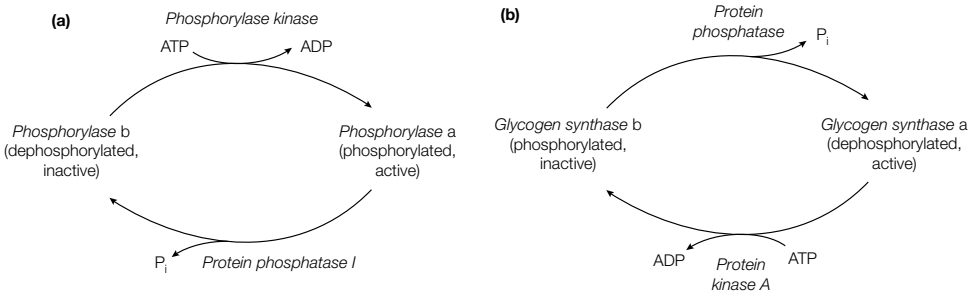 (a)
Phosphorylase kinase
ATP
ADP
Phosphorylase b
(dephosphorylated,
inactive)
Phosphorylase a
(phosphorylated,
active)
Pi
Protein phosphatase I
(b)
Protein
phosphatase
Pi
Glycogen synthase b
(phosphorylated,
inactive)
Glycogen synthase a
(dephosphorylated,
active)
ADP
Protein
kinase A
ATP